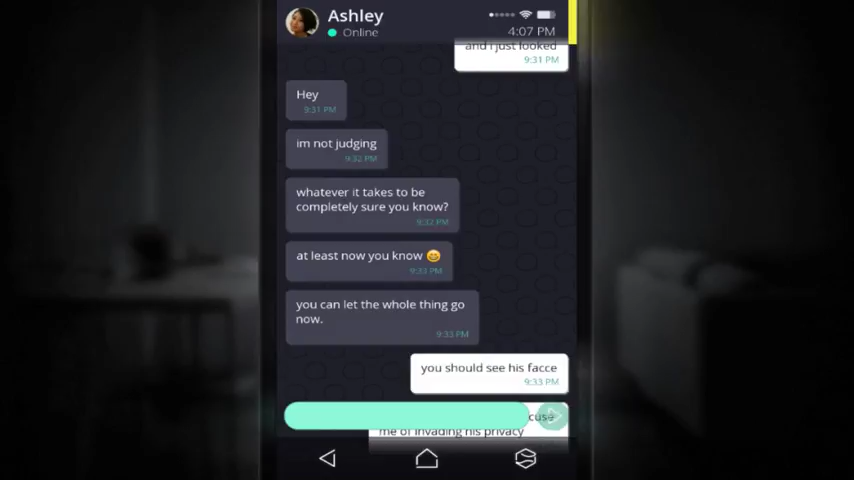 Ashley
Online
4:07 PM
and i just looked
9:31 PM
Hey
9:31 PM
im not judging
9:32 PM
whatever it takes to be
completely sure you know?
9:32 PM
at least now you know 😄
9:33 PM
you can let the whole thing go
now.
9:33 PM
you should see his facce
9:33 PM
me of invading his privacy